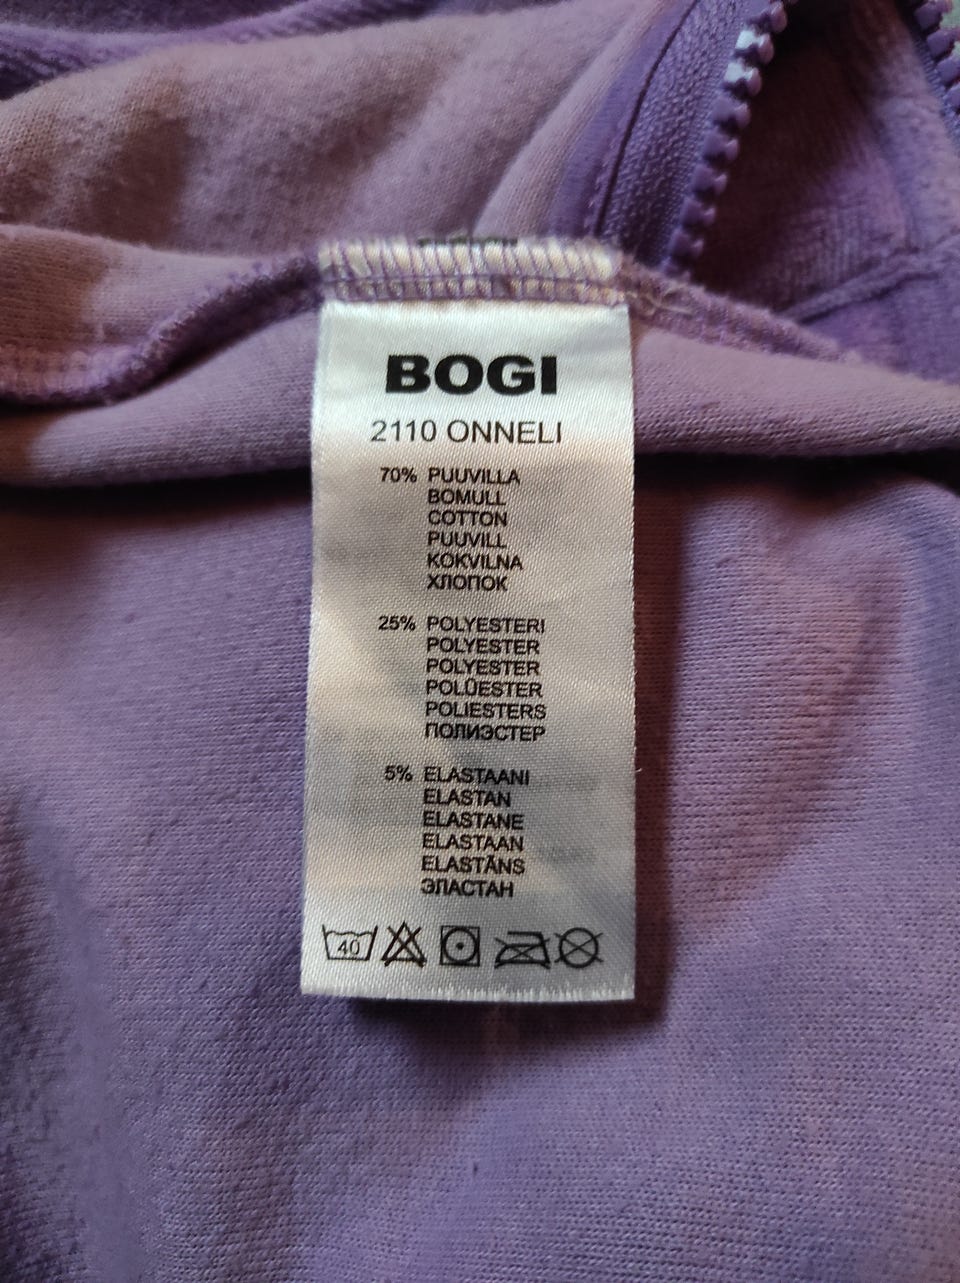 BOGI
2110 ONNELI
70% PUUVILLA
BOMULL
COTTON
PUUVILL
KOKVILNA
ХЛОПОК
25% POLYESTERI
POLYESTER
POLYESTER
POLÜESTER
POLIESTERS
ПОЛИЭСТЕР
5% ELASTAANI
ELASTAN
ELASTANE
ELASTAAN
ELASTĀNS
ЭЛАСТАН
40